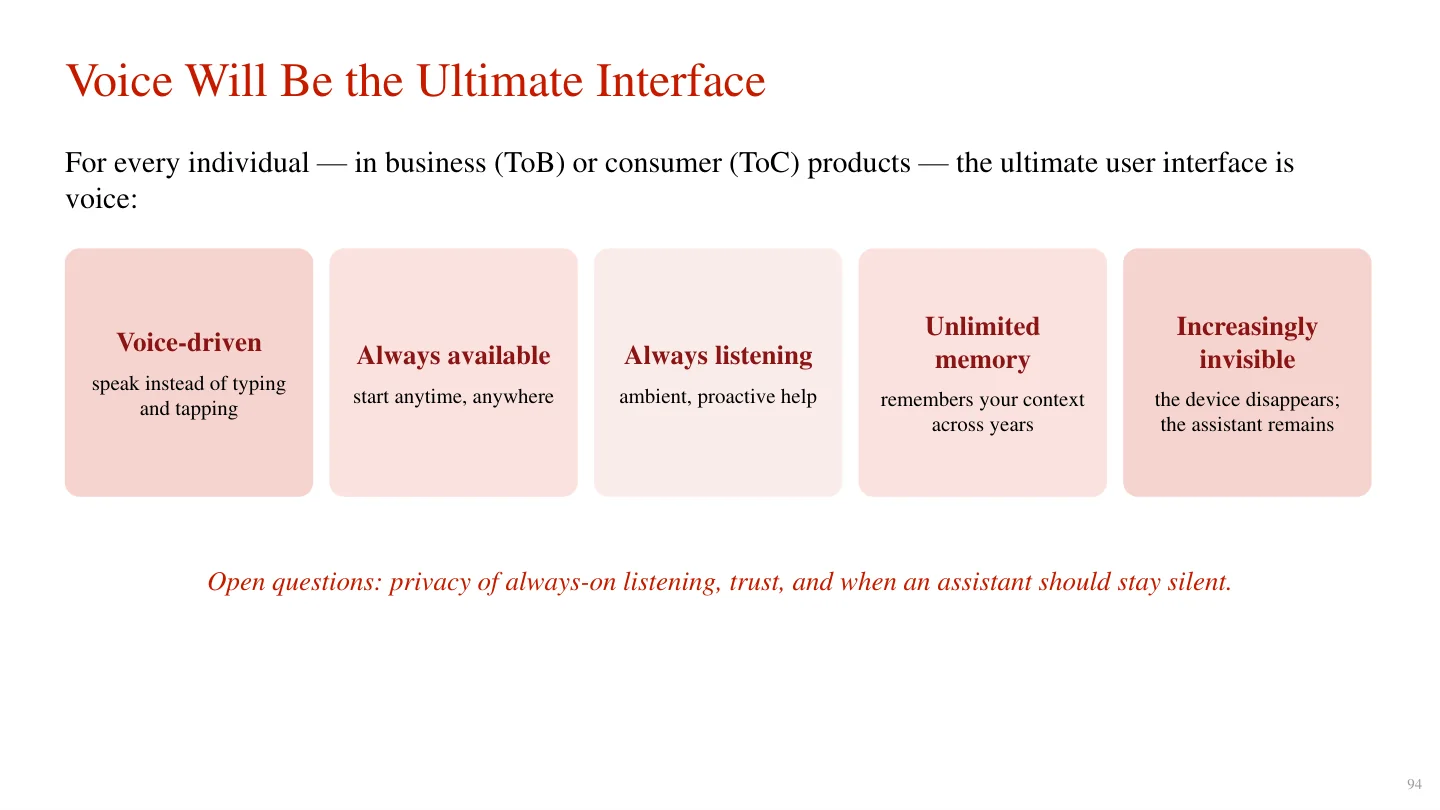 Voice Will Be the Ultimate Interface
For every individual — in business (ToB) or consumer (ToC) products — the ultimate user interface is
voice:
Voice-driven
speak instead of typing
and tapping
Always available
start anytime, anywhere
Always listening
ambient, proactive help
Unlimited
memory
remembers your context
across years
Increasingly
invisible
the device disappears;
the assistant remains
Open questions: privacy of always-on listening, trust, and when an assistant should stay silent.
94